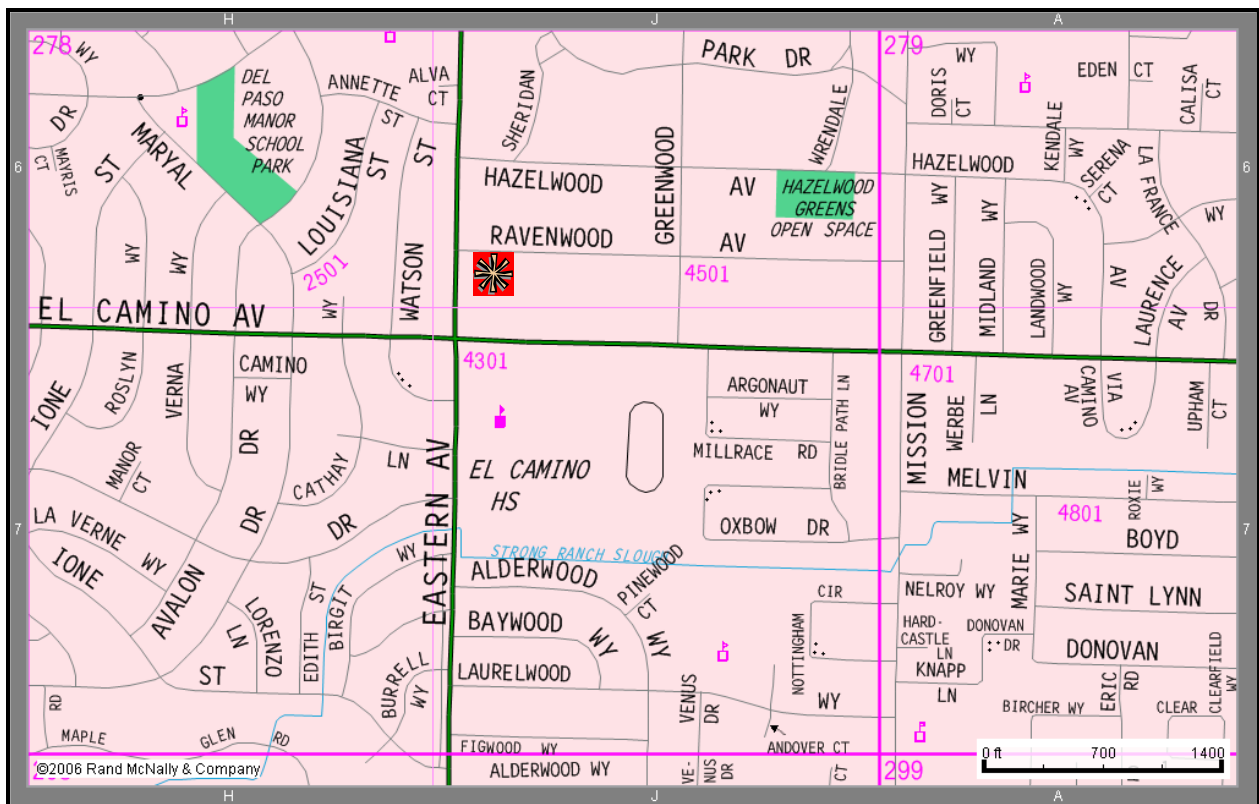 H J A
278 279
WY
DEL
PASO
MANOR
SCHOOL
PARK
ANNETTE
ST
ALVA
CT
PARK DR
DORIS
CT
WY
EDEN CT
CALISA
CT
DR
MAYRIS
CT
ST
MARYAL
LOUISIANA
ST
ST
SHERIDAN
GREENWOOD
WRENDALE
KENDALE
WY
6 6
HAZELWOOD AV
HAZELWOOD
GREENS
OPEN SPACE
HAZELWOOD
SERENA
CT
LA FRANCE
WY
WY
WY
RAVENWOOD AV
2501
4501
WATSON
WY
GREENFIELD WY
MIDLAND WY
LANDWOOD
WY
AV
LAURENCE
AV
DR
EL CAMINO AV
4301
4701
IONE
ROSLYN
VERNA
CAMINO
WY
ARGONAUT
WY
BRIDLE PATH LN
MISSION
WERBE
LN
CAMINO
AV
VIA
UPHAM
CT
DR
MANOR
CT
CATHAY
LN
EASTERN AV
EL CAMINO
HS
MILLRACE RD
MELVIN
ROXIE
WY
4801
7 7
LA VERNE WY
DR
DR
OXBOW DR
MARIE WY
BOYD
IONE
AVALON
WY
STRONG RANCH SLOUGH
ALDERWOOD
PINEWOOD
CT
WY
CIR
NELROY WY
SAINT LYNN
LORENZO
LN
EDITH
ST
BIRGIT
BAYWOOD
WY
NOTTINGHAM
HARD-
CASTLE
LN
DONOVAN
DR
DONOVAN
CLEARFIELD
WY
ST
BURRELL
WY
LAURELWOOD
VENUS
DR
WY
KNAPP
LN
ERIC
RD
RD
BIRCHER WY
CLEAR
MAPLE
GLEN
RD
FIGWOOD WY
ANDOVER CT
0 ft 700 1400
©2006 Rand McNally & Company
ALDERWOOD WY
VE-
NUS
DR
CT
299
H J A